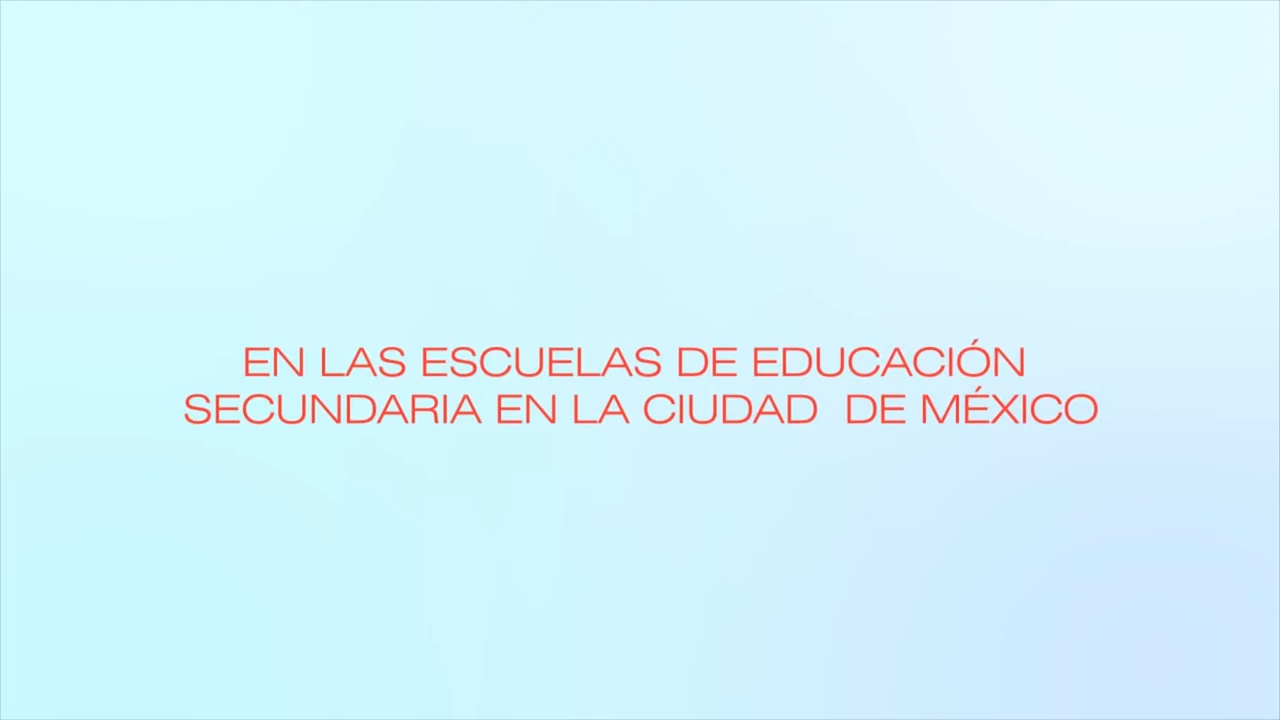 EN LAS ESCUELAS DE EDUCACIÓN
SECUNDARIA EN LA CIUDAD  DE MÉXICO